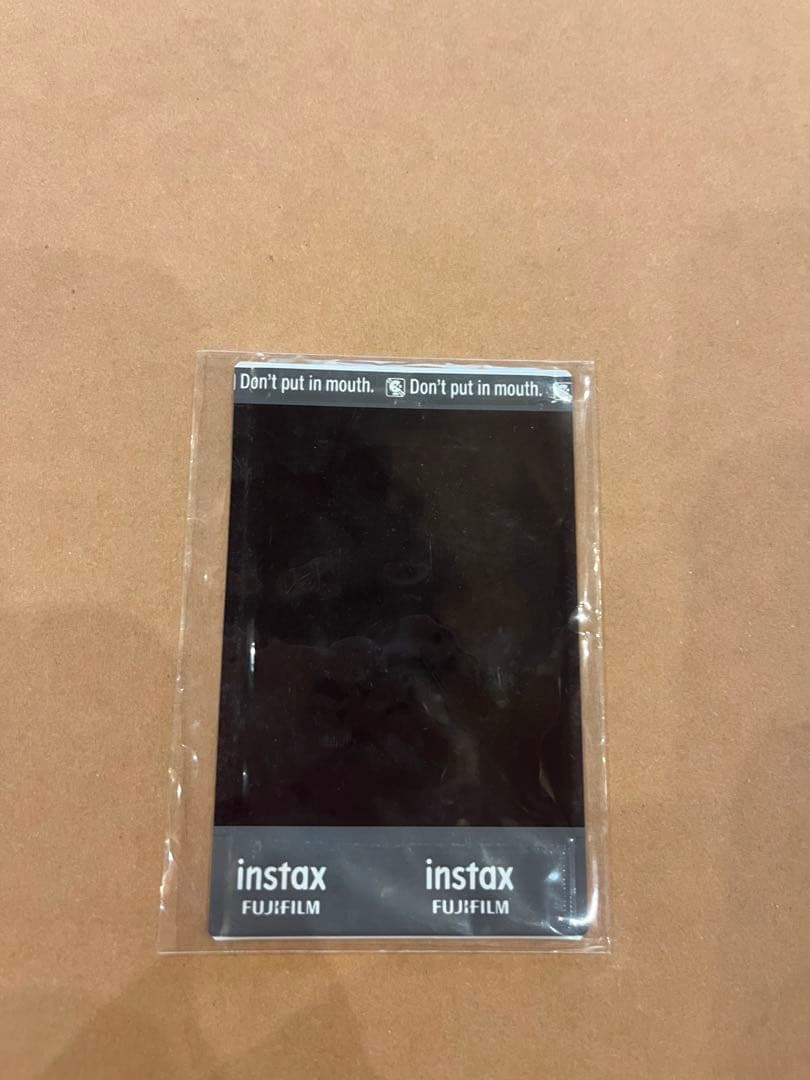 Don't put in mouth. Don't put in mouth.
instax instax
FUJIFILM FUJIFILM